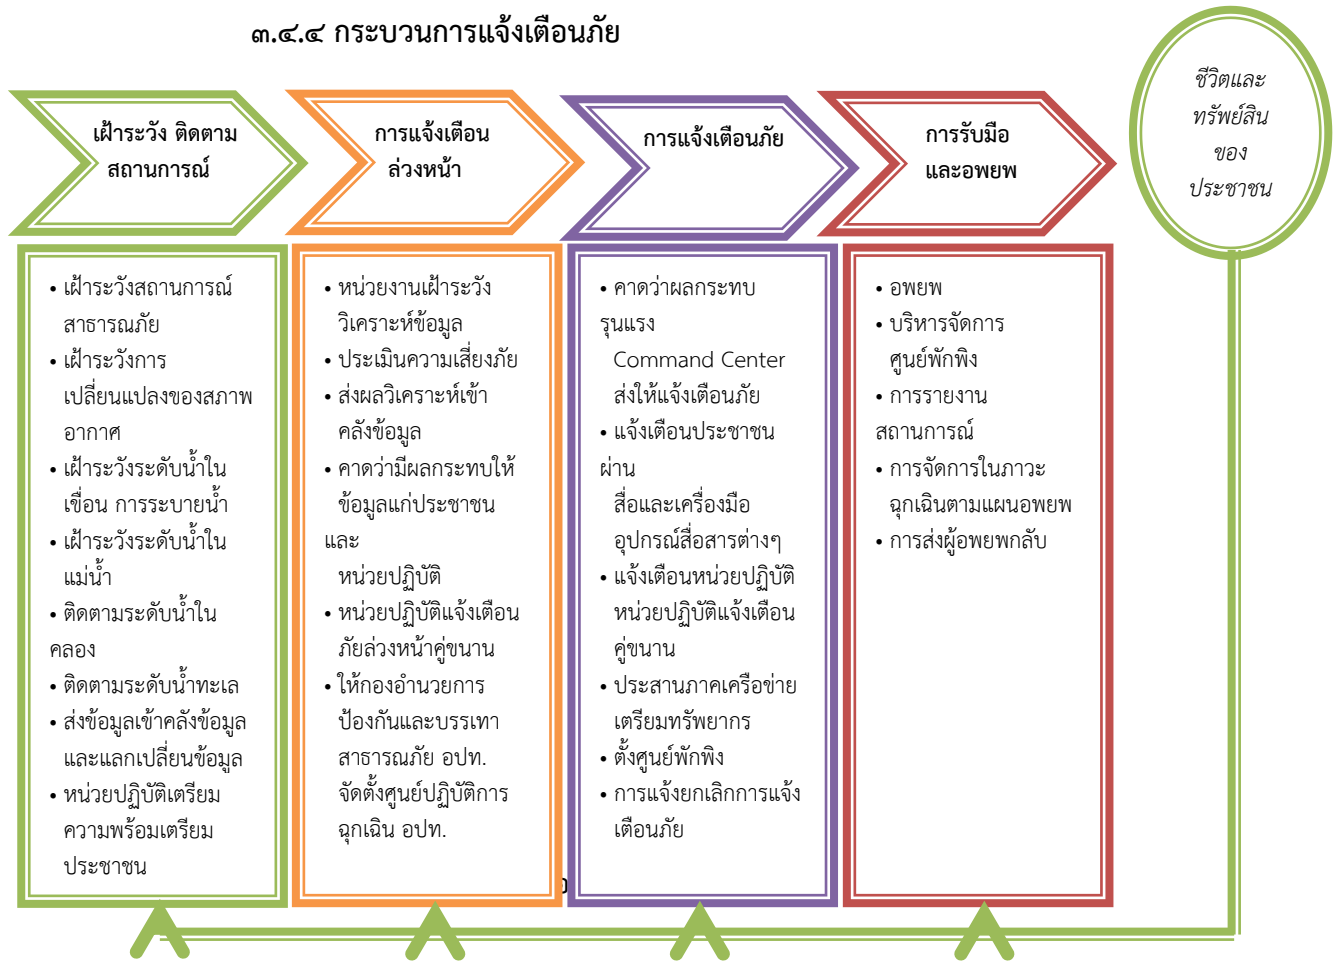 ๓.๔.๔ กระบวนการแจ้งเตือนภัย
เฝ้าระวัง ติดตาม
สถานการณ์
การแจ้งเตือน
ล่วงหน้า
การแจ้งเตือนภัย
การรับมือ
และอพยพ
ชีวิตและ
ทรัพย์สิน
ของ
ประชาชน
• เฝ้าระวังสถานการณ์
สาธารณภัย
• เฝ้าระวังการ
เปลี่ยนแปลงของสภาพ
อากาศ
• เฝ้าระวังระดับน้ำใน
เขื่อน การระบายน้ำ
• เฝ้าระวังระดับน้ำใน
แม่น้ำ
• ติดตามระดับน้ำใน
คลอง
• ติดตามระดับน้ำทะเล
• ส่งข้อมูลเข้าคลังข้อมูล
และแลกเปลี่ยนข้อมูล
• หน่วยปฏิบัติเตรียม
ความพร้อมเตรียม
ประชาชน
• หน่วยงานเฝ้าระวัง
วิเคราะห์ข้อมูล
• ประเมินความเสี่ยงภัย
• ส่งผลวิเคราะห์เข้า
คลังข้อมูล
• คาดว่ามีผลกระทบให้
ข้อมูลแก่ประชาชน
และ
หน่วยปฏิบัติ
• หน่วยปฏิบัติแจ้งเตือน
ภัยล่วงหน้าคู่ขนาน
• ให้กองอำนวยการ
ป้องกันและบรรเทา
สาธารณภัย อปท.
จัดตั้งศูนย์ปฏิบัติการ
ฉุกเฉิน อปท.
• คาดว่าผลกระทบ
รุนแรง
Command Center
ส่งให้แจ้งเตือนภัย
• แจ้งเตือนประชาชน
ผ่าน
สื่อและเครื่องมือ
อุปกรณ์สื่อสารต่างๆ
• แจ้งเตือนหน่วยปฏิบัติ
หน่วยปฏิบัติแจ้งเตือน
คู่ขนาน
• ประสานภาคเครือข่าย
เตรียมทรัพยากร
• ตั้งศูนย์พักพิง
• การแจ้งยกเลิกการแจ้ง
เตือนภัย
• อพยพ
• บริหารจัดการ
ศูนย์พักพิง
• การรายงาน
สถานการณ์
• การจัดการในภาวะ
ฉุกเฉินตามแผนอพยพ
• การส่งผู้อพยพกลับ